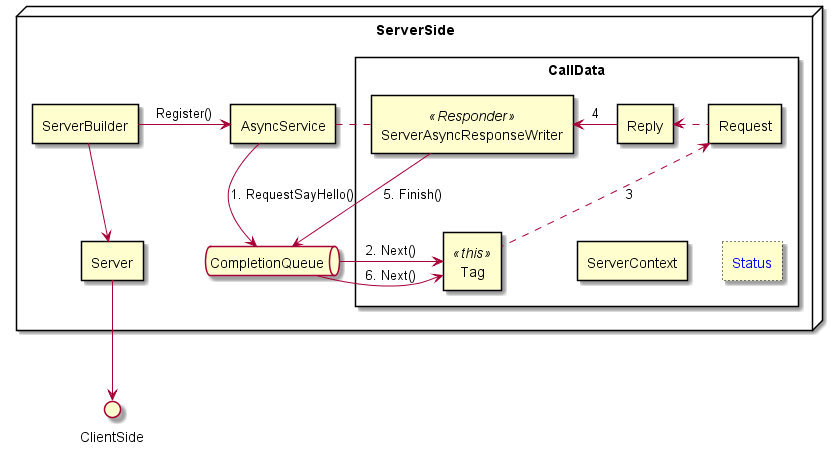 ServerSide
CallData
ServerBuilder
Register()
AsyncService
«Responder»
ServerAsyncResponseWriter
4
Reply
Request
1. RequestSayHello()
5. Finish()
3
Server
CompletionQueue
2. Next()
6. Next()
«this»
Tag
ServerContext
Status
ClientSide